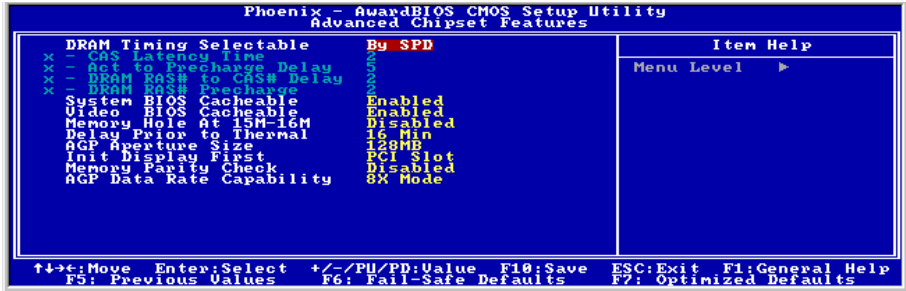 Phoenix - AwardBIOS CMOS Setup Utility
Advanced Chipset Features
DRAM Timing Selectable By SPD
x - CAS Latency Time 2
x - Act to Precharge Delay 5
x - DRAM RAS# to CAS# Delay 2
x - DRAM RAS# Precharge 2
System BIOS Cacheable Enabled
Video BIOS Cacheable Enabled
Memory Hole At 15M-16M Disabled
Delay Prior to Thermal 16 Min
AGP Aperture Size 128MB
Init Display First PCI Slot
Memory Parity Check Disabled
AGP Data Rate Capability 8X Mode
Item Help
Menu Level ►
↑↓→←:Move Enter:Select +/-/PU/PD:Value F10:Save ESC:Exit F1:General Help
F5: Previous Values F6: Fail-Safe Defaults F7: Optimized Defaults